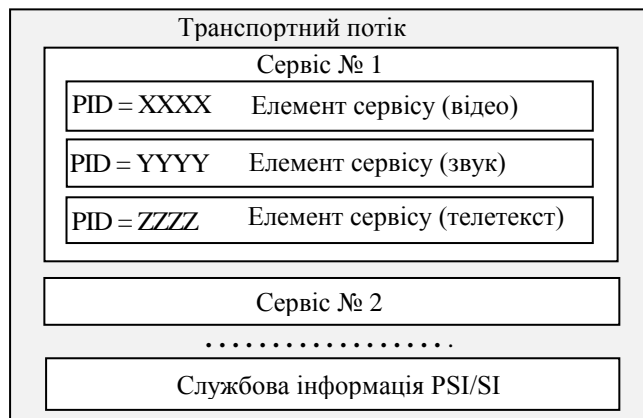 Транспортний потік
Сервіс № 1
PID = XXXX Елемент сервісу (відео)
PID = YYYY Елемент сервісу (звук)
PID = ZZZZ Елемент сервісу (телетекст)
Сервіс № 2
. . . . . . . . . . . . . . . . . . .
Службова інформація PSI/SI